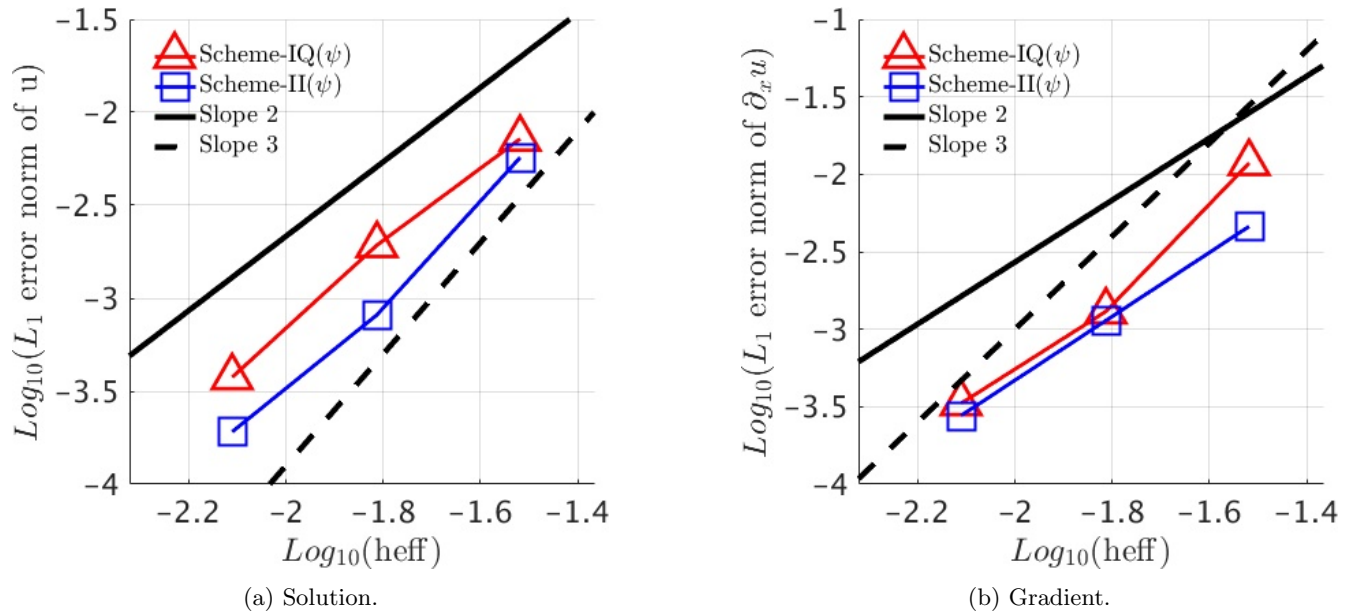 −1.5
−2
−2.5
−3
−3.5
−4
Log₁₀(L₁ error norm of u)
Scheme-IQ(ψ)
Scheme-II(ψ)
Slope 2
Slope 3
−2.2 −2 −1.8 −1.6 −1.4
Log₁₀(heff)
(a) Solution.
−1
−1.5
−2
−2.5
−3
−3.5
−4
Log₁₀(L₁ error norm of ∂ₓu)
Scheme-IQ(ψ)
Scheme-II(ψ)
Slope 2
Slope 3
−2.2 −2 −1.8 −1.6 −1.4
Log₁₀(heff)
(b) Gradient.